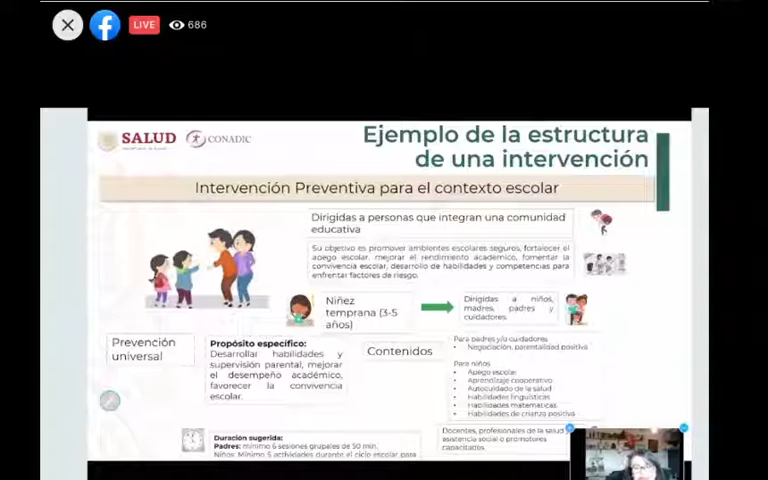 LIVE
686
SALUD
CONADIC
Ejemplo de la estructura
de una intervención
Intervención Preventiva para el contexto escolar
Dirigidas a personas que integran una comunidad
educativa
Su objetivo es promover ambientes escolares seguros, fortalecer el
apego escolar, mejorar el rendimiento académico, fomentar la
convivencia escolar, desarrollo de habilidades y competencias para
enfrentar factores de riesgo.
Niñez
temprana (3-5
años)
Dirigidas a niños,
madres, padres y
cuidadores.
Prevención
universal
Propósito específico:
Desarrollar habilidades y
supervisión parental, mejorar
el desempeño académico,
favorecer la convivencia
escolar.
Contenidos
Para padres y/o cuidadores
• Negociación, parentalidad positiva
Para niños
• Apego escolar
• Aprendizaje cooperativo
• Autocuidado de la salud
• Habilidades lingüísticas
• Habilidades matemáticas
• Habilidades de crianza positiva
Duración sugerida:
Padres: mínimo 6 sesiones grupales de 50 min.
Niños: Mínimo 5 actividades durante el ciclo escolar para
Docentes, profesionales de la salud
asistencia social o promotores
capacitados.